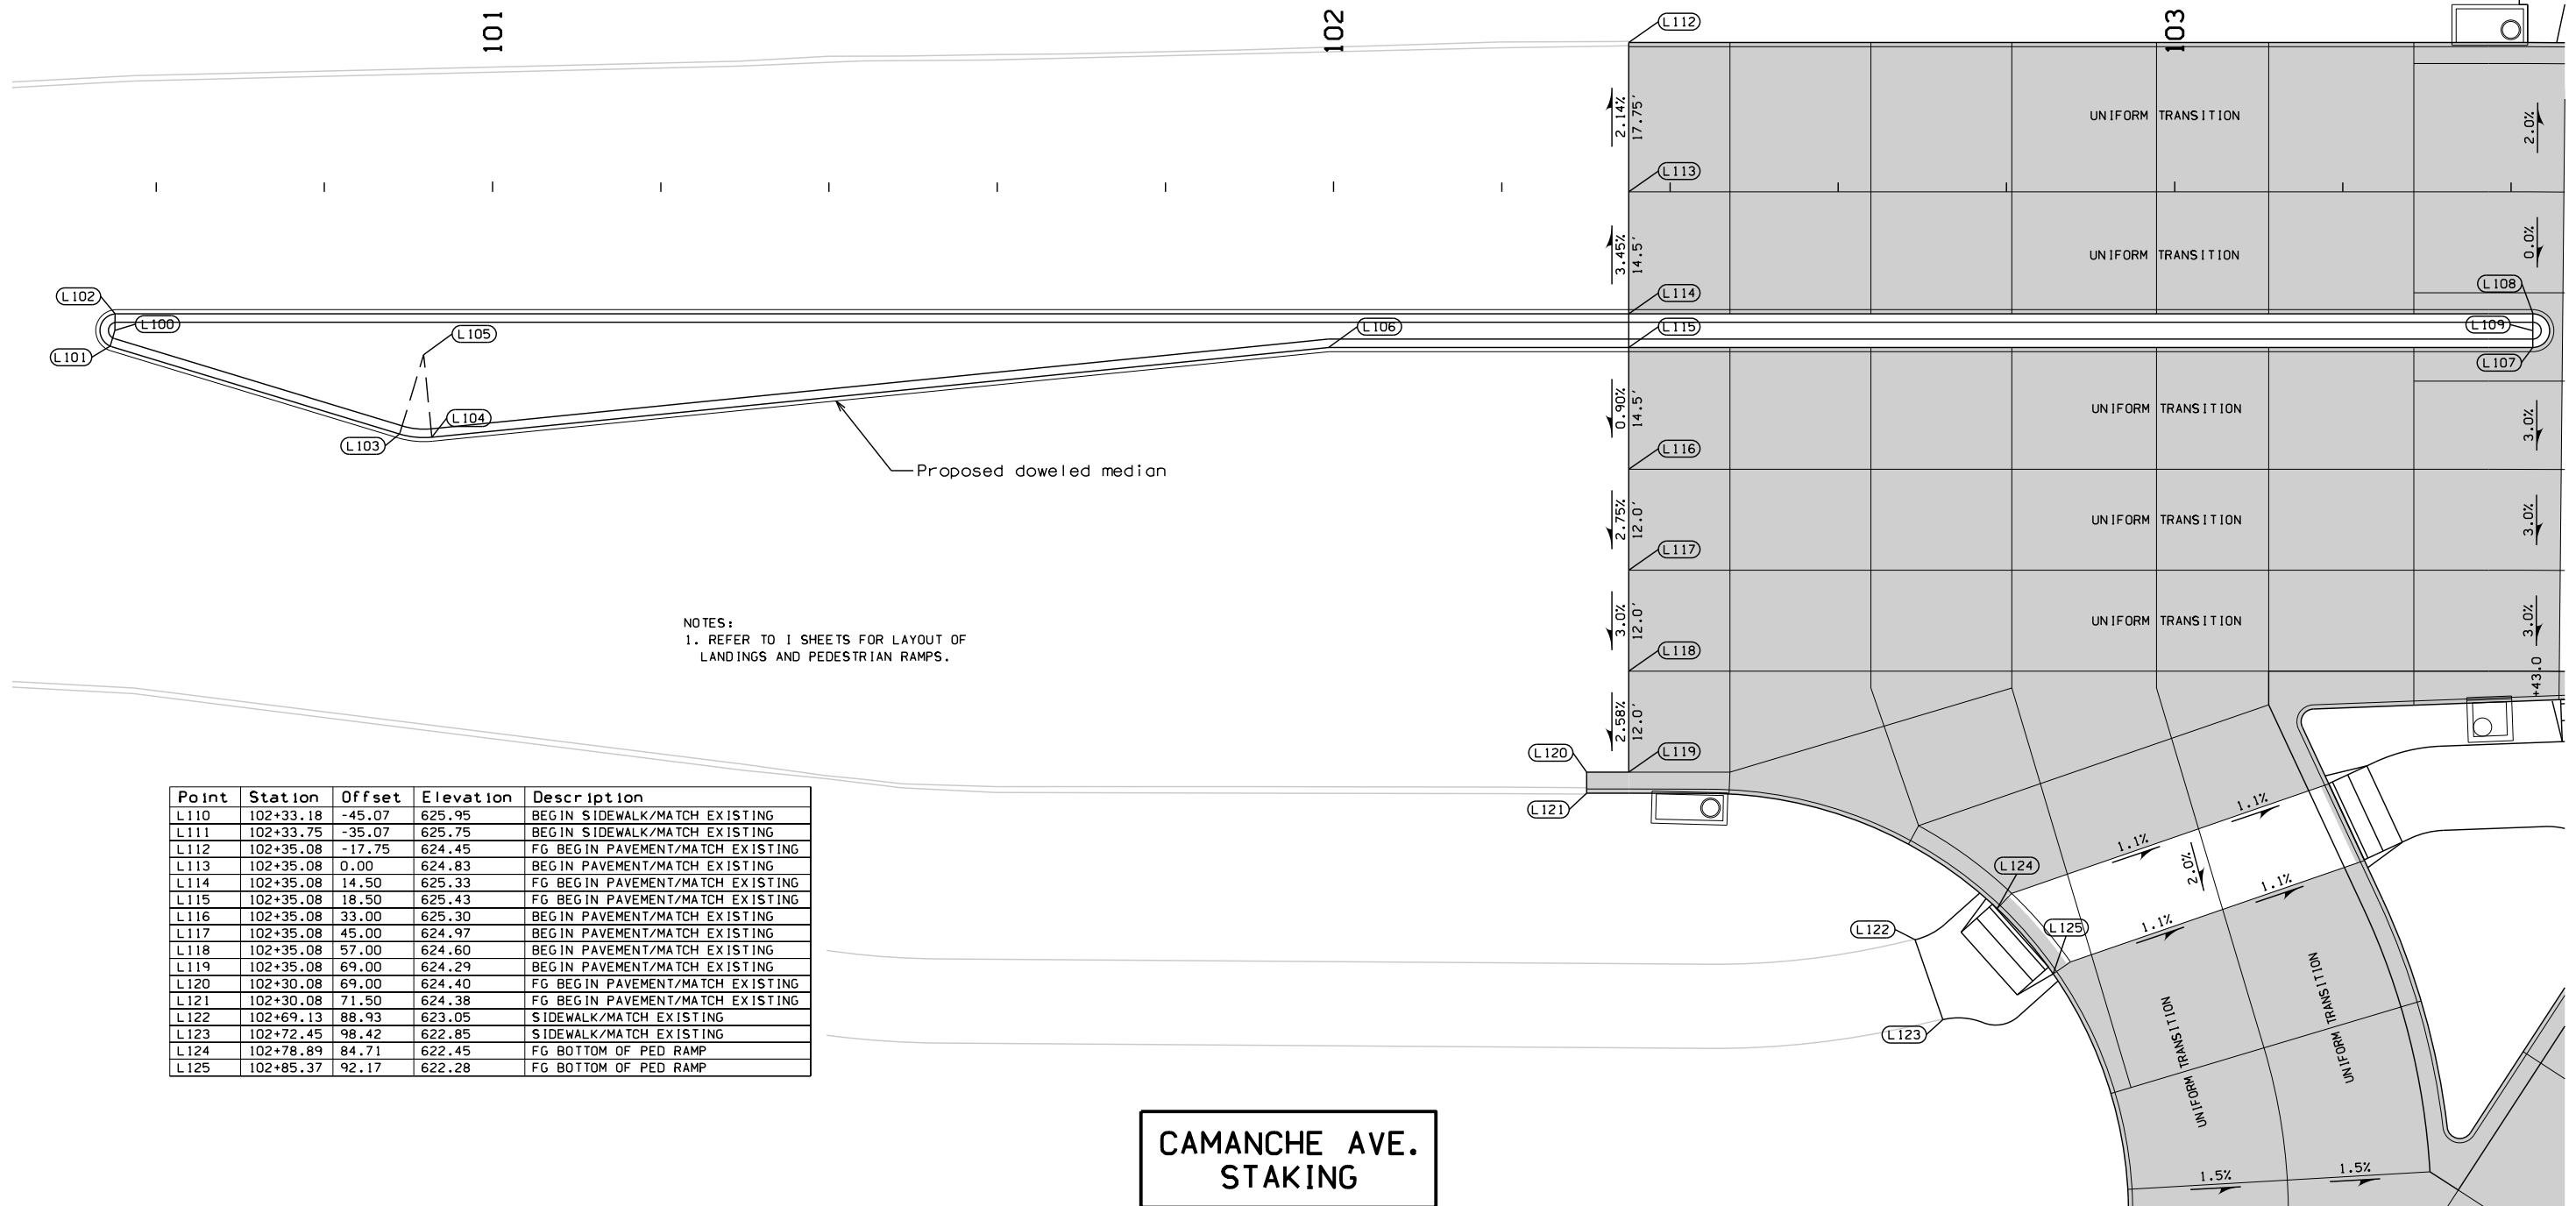 101
102
103
L112
2.14%
17.75'
UNIFORM TRANSITION
2.0%
L113
3.45%
14.5'
UNIFORM TRANSITION
0.0%
L102
L100
L101
L105
L114
L106
L115
L108
L109
L107
L104
L103
0.90%
14.5'
UNIFORM TRANSITION
3.0%
Proposed doweled median
L116
2.75%
12.0'
UNIFORM TRANSITION
3.0%
L117
NOTES:
1. REFER TO I SHEETS FOR LAYOUT OF
LANDINGS AND PEDESTRIAN RAMPS.
3.0%
12.0'
UNIFORM TRANSITION
3.0%
L118
+43.0
2.58%
12.0'
L120
L119
L121
Point Station Offset Elevation Description
L110 102+33.18 -45.07 625.95 BEGIN SIDEWALK/MATCH EXISTING
L111 102+33.75 -35.07 625.75 BEGIN SIDEWALK/MATCH EXISTING
L112 102+35.08 -17.75 624.45 FG BEGIN PAVEMENT/MATCH EXISTING
L113 102+35.08 0.00 624.83 BEGIN PAVEMENT/MATCH EXISTING
L114 102+35.08 14.50 625.33 FG BEGIN PAVEMENT/MATCH EXISTING
L115 102+35.08 18.50 625.43 FG BEGIN PAVEMENT/MATCH EXISTING
L116 102+35.08 33.00 625.30 BEGIN PAVEMENT/MATCH EXISTING
L117 102+35.08 45.00 624.97 BEGIN PAVEMENT/MATCH EXISTING
L118 102+35.08 57.00 624.60 BEGIN PAVEMENT/MATCH EXISTING
L119 102+35.08 69.00 624.29 BEGIN PAVEMENT/MATCH EXISTING
L120 102+30.08 69.00 624.40 FG BEGIN PAVEMENT/MATCH EXISTING
L121 102+30.08 71.50 624.38 FG BEGIN PAVEMENT/MATCH EXISTING
L122 102+69.13 88.93 623.05 SIDEWALK/MATCH EXISTING
L123 102+72.45 98.42 622.85 SIDEWALK/MATCH EXISTING
L124 102+78.89 84.71 622.45 FG BOTTOM OF PED RAMP
L125 102+85.37 92.17 622.28 FG BOTTOM OF PED RAMP
1.1%
1.1%
2.0%
L124
1.1%
1.1%
L122
L125
L123
UNIFORM TRANSITION
UNIFORM TRANSITION
1.5%
1.5%
CAMANCHE AVE.
STAKING